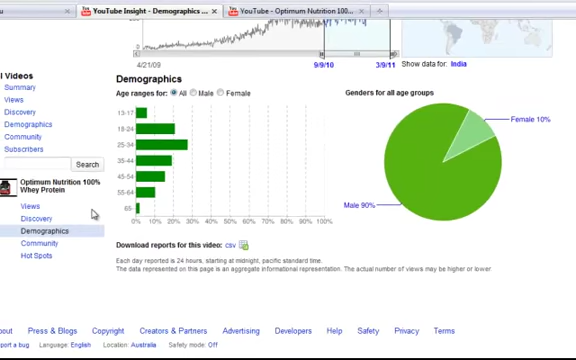 YouTube Insight - Demographics ...
YouTube - Optimum Nutrition 100...
4/21/09
9/9/10
3/9/11
Show data for: India
l Videos
Summary
Views
Discovery
Demographics
Community
Subscribers
Search
Optimum Nutrition 100%
Whey Protein
Views
Discovery
Demographics
Community
Hot Spots
Demographics
Age ranges for: All Male Female
13-17
18-24
25-34
35-44
45-54
55-64
65-
0% 10% 20% 30% 40% 50% 60% 70% 80% 90% 100%
Genders for all age groups
Female 10%
Male 90%
Download reports for this video: csv
Each day reported is 24 hours, starting at midnight, pacific standard time.
The data represented on this page is an aggregate informational representation. The actual number of views may be higher or lower
bout Press & Blogs Copyright Creators & Partners Advertising Developers Help Safety Privacy Terms
port a bug Language: English Location: Australia Safety mode: Off